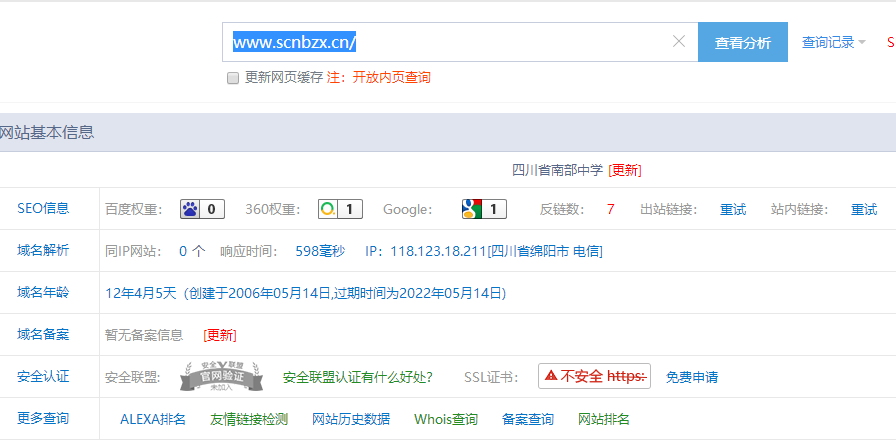 www.scnbzx.cn/ 查看分析 查询记录 S
更新网页缓存 注：开放内页查询
网站基本信息
四川省南部中学 [更新]
SEO信息 百度权重： 0 360权重： 1 Google： 1 反链数： 7 出站链接： 重试 站内链接： 重试
域名解析 同IP网站： 0 个 响应时间： 598毫秒 IP：118.123.18.211[四川省绵阳市 电信]
域名年龄 12年4月5天（创建于2006年05月14日,过期时间为2022年05月14日）
域名备案 暂无备案信息 [更新]
安全认证 安全联盟： 安全联盟 官网验证 未加入 安全联盟认证有什么好处? SSL证书： 不安全 https: 免费申请
更多查询 ALEXA排名 友情链接检测 网站历史数据 Whois查询 备案查询 网站排名